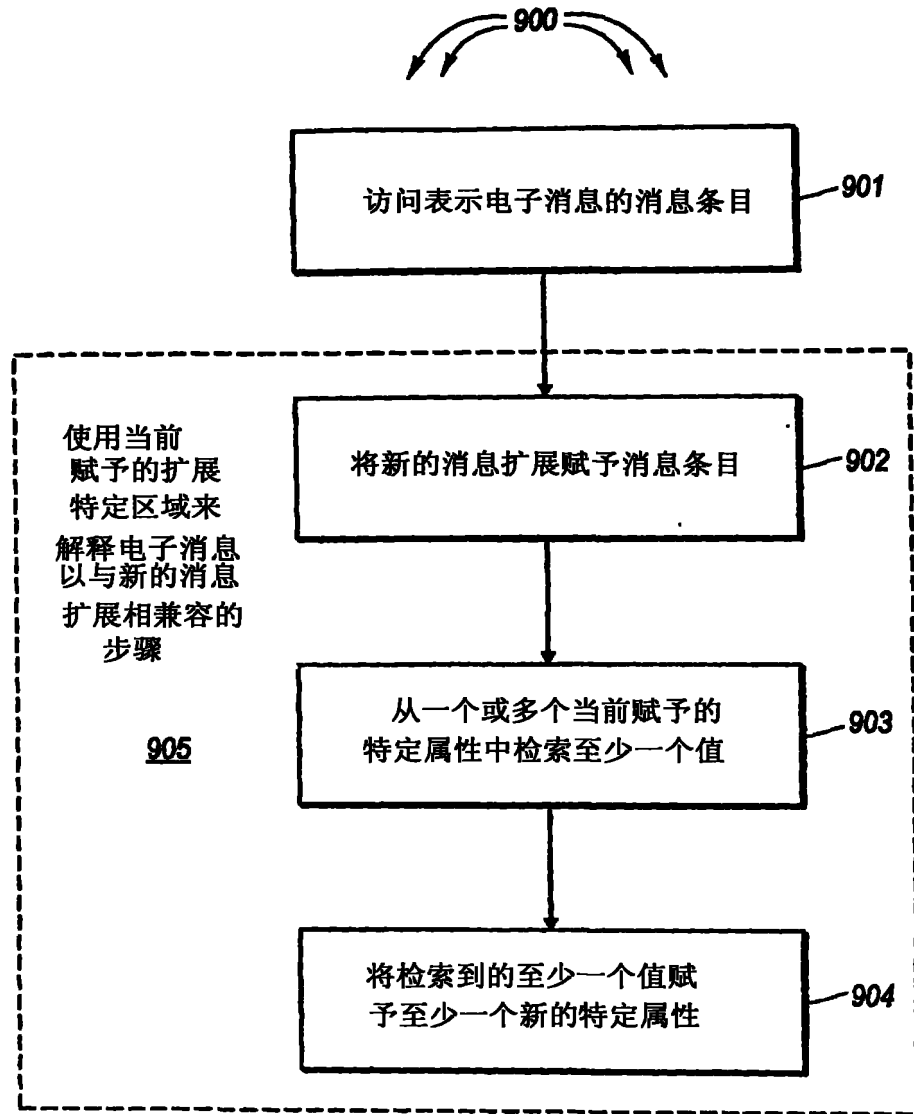 900
访问表示电子消息的消息条目
901
将新的消息扩展赋予消息条目
902
使用当前
赋予的扩展
特定区域来
解释电子消息
以与新的消息
扩展相兼容的
步骤
905
从一个或多个当前赋予的
特定属性中检索至少一个值
903
将检索到的至少一个值赋
予至少一个新的特定属性
904